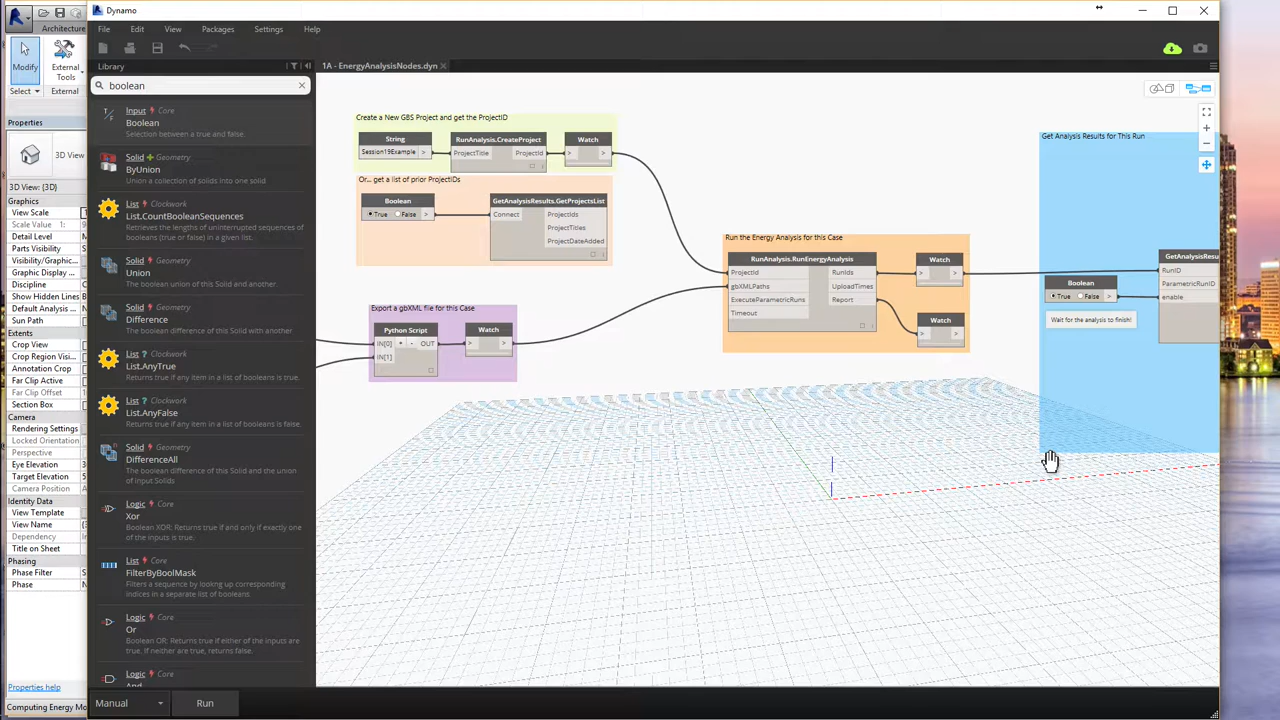 Dynamo
File Edit View Packages Settings Help
Architecture
Modify
External
Tools
Select External
Properties
3D View
3D View: {3D}
Graphics
View Scale
Scale Value 1:
Detail Level
Parts Visibility
Visibility/Graphic
Graphic Display
Discipline
Show Hidden Lines
Default Analysis
Sun Path
Extents
Crop View
Crop Region Visib
Annotation Crop
Far Clip Active
Far Clip Offset
Section Box
Camera
Rendering Settings
Locked Orientation
Perspective
Eye Elevation
Target Elevation
Camera Position
Identity Data
View Template
View Name
Dependency
Title on Sheet
Phasing
Phase Filter
Phase
Properties help
Computing Energy M
Library
boolean
Input Core
Boolean
Selection between a true and false.
Solid Geometry
ByUnion
Union a collection of solids into one solid
List Clockwork
List.CountBooleanSequences
Retrieves the lengths of uninterrupted sequences of
booleans (true or false) in a given list.
Solid Geometry
Union
The boolean union of this Solid and another.
Solid Geometry
Difference
The boolean difference of this Solid with another
List ? Clockwork
List.AnyTrue
Returns true if any item in a list of booleans is true.
List ? Clockwork
List.AnyFalse
Returns true if any item in a list of booleans is false.
Solid Geometry
DifferenceAll
The boolean difference of this Solid and the union
of input Solids
Logic Core
Xor
Boolean XOR: Returns true if and only if exactly one
of the inputs is true.
List Core
FilterByBoolMask
Filters a sequence by lookng up corresponding
indices in a separate list of booleans
Logic Core
Or
Boolean OR: Returns true if either of the inputs are
true. If neither are true, returns false.
Logic Core
And
Manual
Run
1A - EnergyAnalysisNodes.dyn
Create a New GBS Project and get the ProjectID
String
Session19Example >
RunAnalysis.CreateProject
ProjectTitle ProjectId
Watch
> >
Or... get a list of prior ProjectIDs
Boolean
True False >
GetAnalysisResults.GetProjectsList
Connect ProjectIds
ProjectTitles
ProjectDateAdded
Export a gbXML file for this Case
Python Script
IN[0] + - OUT
IN[1]
Watch
> >
Run the Energy Analysis for this Case
RunAnalysis.RunEnergyAnalysis
ProjectId RunIds
gbXMLPaths UploadTimes
ExecuteParametricRuns Report
Timeout
Watch
> >
Watch
> >
Get Analysis Results for This Run
Boolean
True False >
Wait for the analysis to finish!
GetAnalysisResu
RunID
ParametricRunID
enable